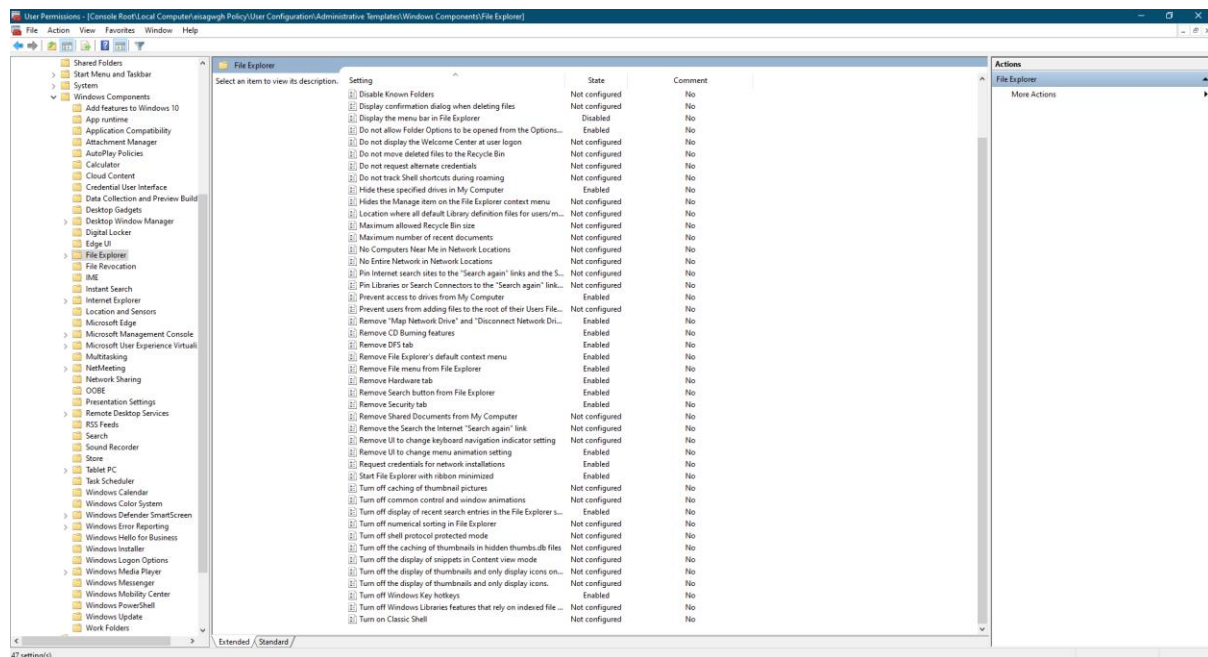 User Permissions - [Console Root\Local Computer\eisagwgh Policy\User Configuration\Administrative Templates\Windows Components\File Explorer]
File Action View Favorites Window Help
Shared Folders
Start Menu and Taskbar
System
Windows Components
Add features to Windows 10
App runtime
Application Compatibility
Attachment Manager
AutoPlay Policies
Calculator
Cloud Content
Credential User Interface
Data Collection and Preview Build
Desktop Gadgets
Desktop Window Manager
Digital Locker
Edge UI
File Explorer
File Revocation
IME
Instant Search
Internet Explorer
Location and Sensors
Microsoft Edge
Microsoft Management Console
Microsoft User Experience Virtuali
Multitasking
NetMeeting
Network Sharing
OOBE
Presentation Settings
Remote Desktop Services
RSS Feeds
Search
Sound Recorder
Store
Tablet PC
Task Scheduler
Windows Calendar
Windows Color System
Windows Defender SmartScreen
Windows Error Reporting
Windows Hello for Business
Windows Installer
Windows Logon Options
Windows Media Player
Windows Messenger
Windows Mobility Center
Windows PowerShell
Windows Update
Work Folders
File Explorer
Select an item to view its description.
Setting State Comment
Disable Known Folders Not configured No
Display confirmation dialog when deleting files Not configured No
Display the menu bar in File Explorer Disabled No
Do not allow Folder Options to be opened from the Options... Enabled No
Do not display the Welcome Center at user logon Not configured No
Do not move deleted files to the Recycle Bin Not configured No
Do not request alternate credentials Not configured No
Do not track Shell shortcuts during roaming Not configured No
Hide these specified drives in My Computer Enabled No
Hides the Manage item on the File Explorer context menu Not configured No
Location where all default Library definition files for users/m... Not configured No
Maximum allowed Recycle Bin size Not configured No
Maximum number of recent documents Not configured No
No Computers Near Me in Network Locations Not configured No
No Entire Network in Network Locations Not configured No
Pin Internet search sites to the "Search again" links and the S... Not configured No
Pin Libraries or Search Connectors to the "Search again" link... Not configured No
Prevent access to drives from My Computer Enabled No
Prevent users from adding files to the root of their Users File... Not configured No
Remove "Map Network Drive" and "Disconnect Network Dri... Enabled No
Remove CD Burning features Enabled No
Remove DFS tab Enabled No
Remove File Explorer's default context menu Enabled No
Remove File menu from File Explorer Enabled No
Remove Hardware tab Enabled No
Remove Search button from File Explorer Enabled No
Remove Security tab Enabled No
Remove Shared Documents from My Computer Not configured No
Remove the Search the Internet "Search again" link Not configured No
Remove UI to change keyboard navigation indicator setting Not configured No
Remove UI to change menu animation setting Enabled No
Request credentials for network installations Enabled No
Start File Explorer with ribbon minimized Enabled No
Turn off caching of thumbnail pictures Not configured No
Turn off common control and window animations Not configured No
Turn off display of recent search entries in the File Explorer s... Enabled No
Turn off numerical sorting in File Explorer Not configured No
Turn off shell protocol protected mode Not configured No
Turn off the caching of thumbnails in hidden thumbs.db files Not configured No
Turn off the display of snippets in Content view mode Not configured No
Turn off the display of thumbnails and only display icons on... Not configured No
Turn off the display of thumbnails and only display icons. Not configured No
Turn off Windows Key hotkeys Enabled No
Turn off Windows Libraries features that rely on indexed file ... Not configured No
Turn on Classic Shell Not configured No
Actions
File Explorer
More Actions
Extended Standard
47 setting(s)